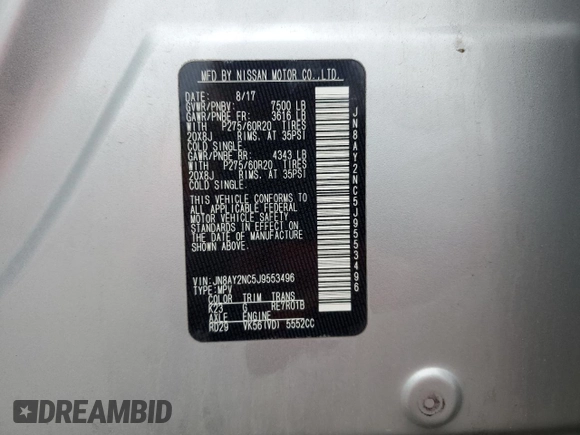 MFD BY NISSAN MOTOR CO.,LTD.
DATE: 8/17
GVWR/PNBV: 7500 LB
GAWR/PNBE FR: 3616 LB
WITH P275/60R20 TIRES
20X8J RIMS. AT 35PSI
COLD SINGLE.
GAWR/PNBE RR: 4343 LB
WITH P275/60R20 TIRES
20X8J RIMS. AT 35PSI
COLD SINGLE.
THIS VEHICLE CONFORMS TO
ALL APPLICABLE FEDERAL
MOTOR VEHICLE SAFETY
STANDARDS IN EFFECT ON
THE DATE OF MANUFACTURE
SHOWN ABOVE.
VIN:JN8AY2NC5J9553496
TYPE:MPV
COLOR TRIM TRANS
K23 G RE7R01B
AXLE ENGINE
RD29 VK56(VD) 5552CC
JN8AY2NC5J9553496
DREAMBID